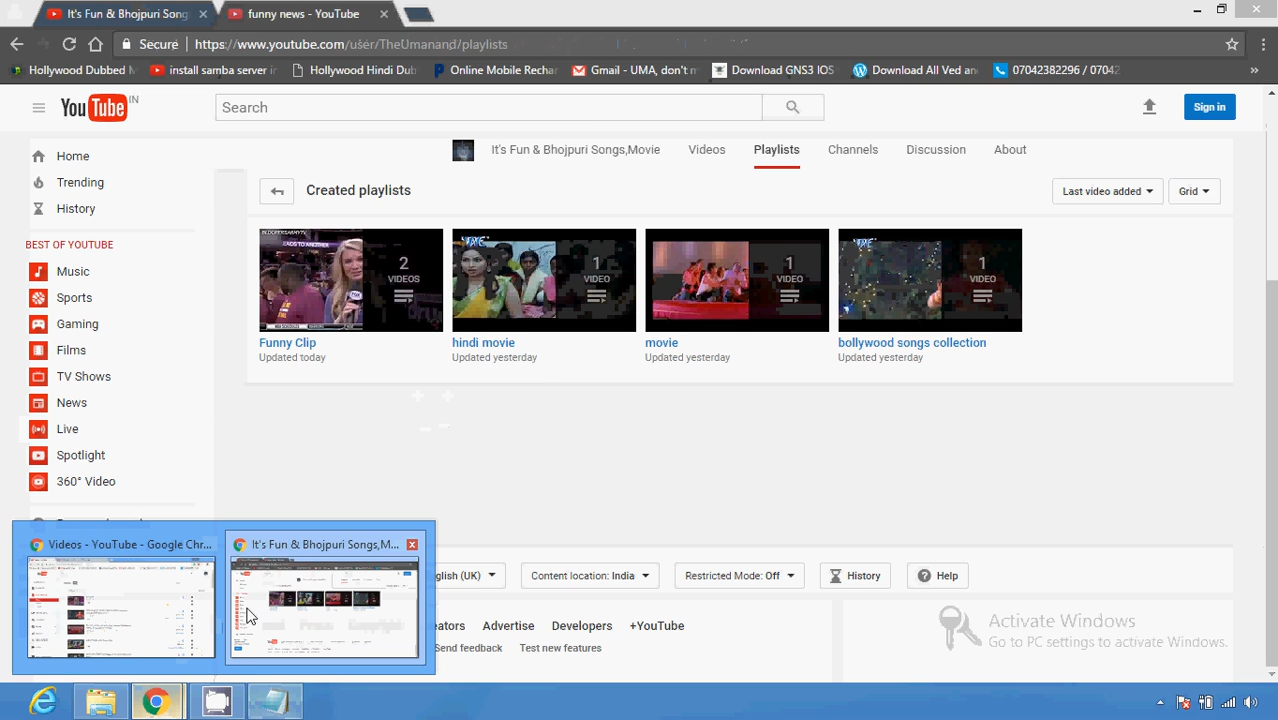 It's Fun & Bhojpuri Song
funny news - YouTube
Secure
https://www.youtube.com/user/TheUmanand/playlists
Hollywood Dubbed M
install samba server in
Hollywood Hindi Dub
Online Mobile Rechar
Gmail - UMA, don't m
Download GNS3 IOS
Download All Ved an
07042382296 / 07042
»
YouTube IN
Search
Sign in
Home
Trending
History
BEST OF YOUTUBE
Music
Sports
Gaming
Films
TV Shows
News
Live
Spotlight
360° Video
It's Fun & Bhojpuri Songs,Movie
Videos
Playlists
Channels
Discussion
About
Created playlists
Last video added
Grid
2
VIDEOS
Funny Clip
Updated today
1
VIDEO
hindi movie
Updated yesterday
1
VIDEO
movie
Updated yesterday
1
VIDEO
bollywood songs collection
Updated yesterday
Videos - YouTube - Google Chr...
It's Fun & Bhojpuri Songs,M...
glish (UK)
Content location: India
Restricted Mode: Off
History
Help
eators
Advertise
Developers
+YouTube
Send feedback
Test new features
Activate Windows
Go to PC settings to activate Windows.